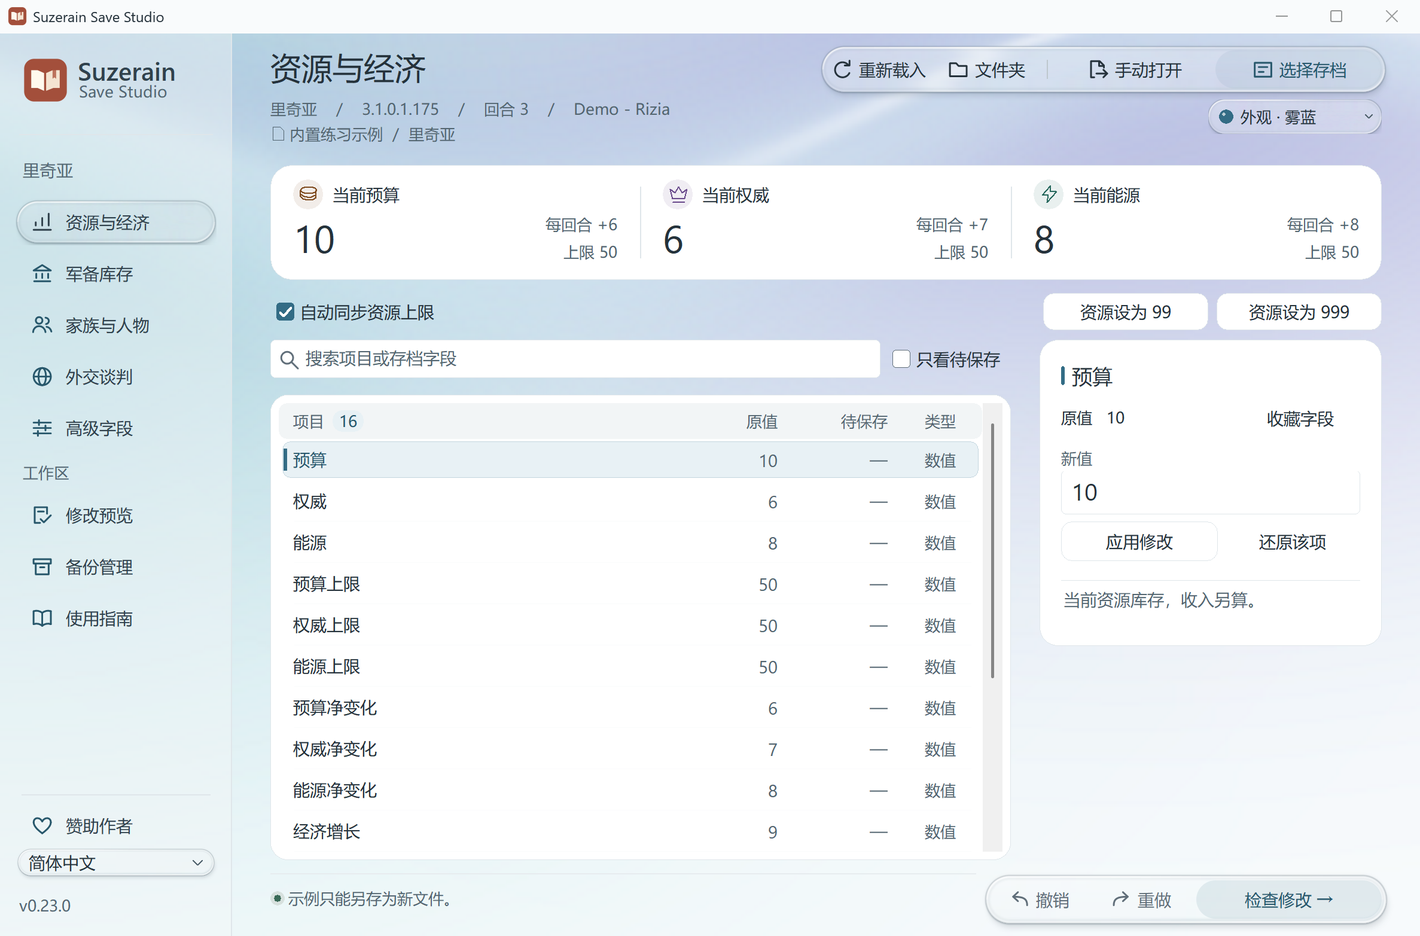 Suzerain Save Studio
Suzerain
Save Studio
里奇亚
资源与经济
军备库存
家族与人物
外交谈判
高级字段
工作区
修改预览
备份管理
使用指南
赞助作者
简体中文
v0.23.0
资源与经济
里奇亚 / 3.1.0.1.175 / 回合 3 / Demo - Rizia
内置练习示例 / 里奇亚
重新载入 文件夹 手动打开 选择存档
外观 · 雾蓝
当前预算
10
每回合 +6
上限 50
当前权威
6
每回合 +7
上限 50
当前能源
8
每回合 +8
上限 50
自动同步资源上限
资源设为 99 资源设为 999
搜索项目或存档字段
只看待保存
项目 16 原值 待保存 类型
预算 10 — 数值
权威 6 — 数值
能源 8 — 数值
预算上限 50 — 数值
权威上限 50 — 数值
能源上限 50 — 数值
预算净变化 6 — 数值
权威净变化 7 — 数值
能源净变化 8 — 数值
经济增长 9 — 数值
预算
原值 10 收藏字段
新值
10
应用修改 还原该项
当前资源库存，收入另算。
示例只能另存为新文件。
撤销 重做 检查修改 →